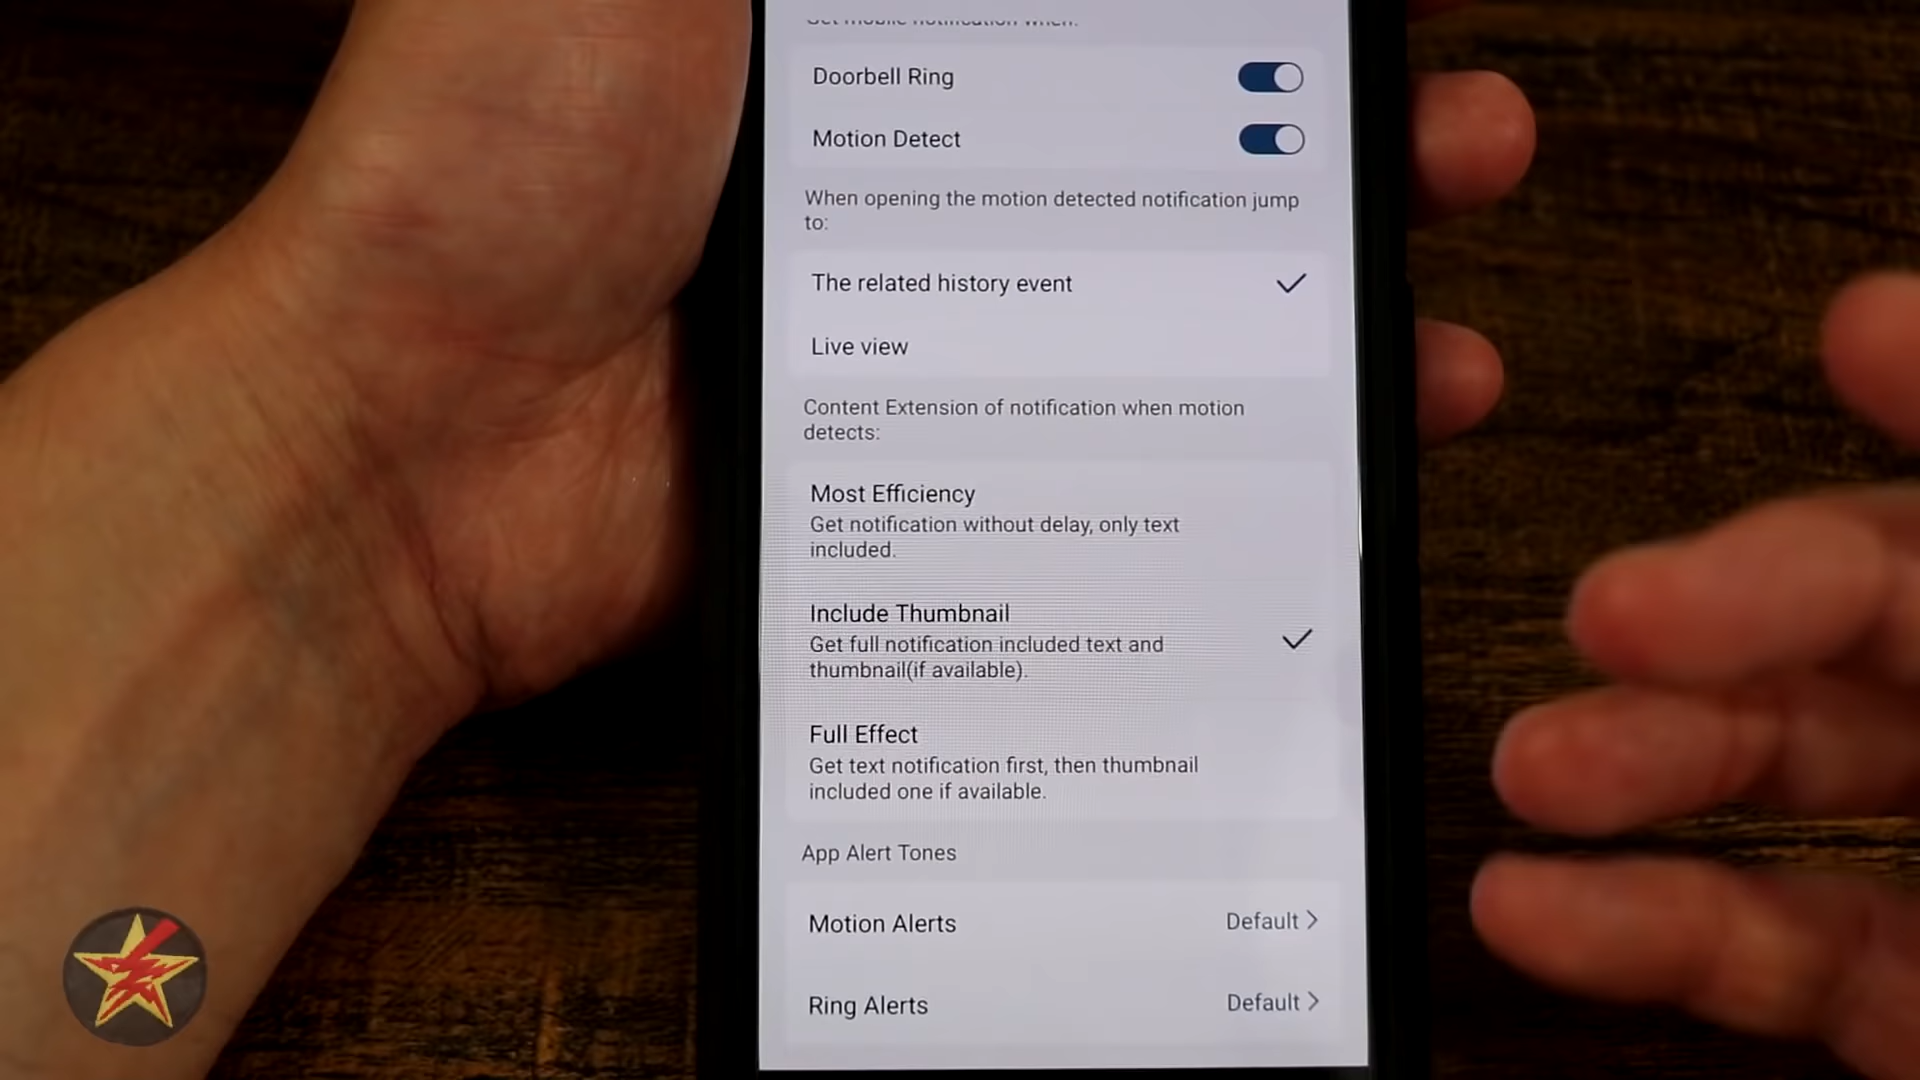 Get mobile notification when:
Doorbell Ring
Motion Detect
When opening the motion detected notification jump
to:
The related history event
Live view
Content Extension of notification when motion
detects:
Most Efficiency
Get notification without delay, only text
included.
Include Thumbnail
Get full notification included text and
thumbnail(if available).
Full Effect
Get text notification first, then thumbnail
included one if available.
App Alert Tones
Motion Alerts
Default
Ring Alerts
Default